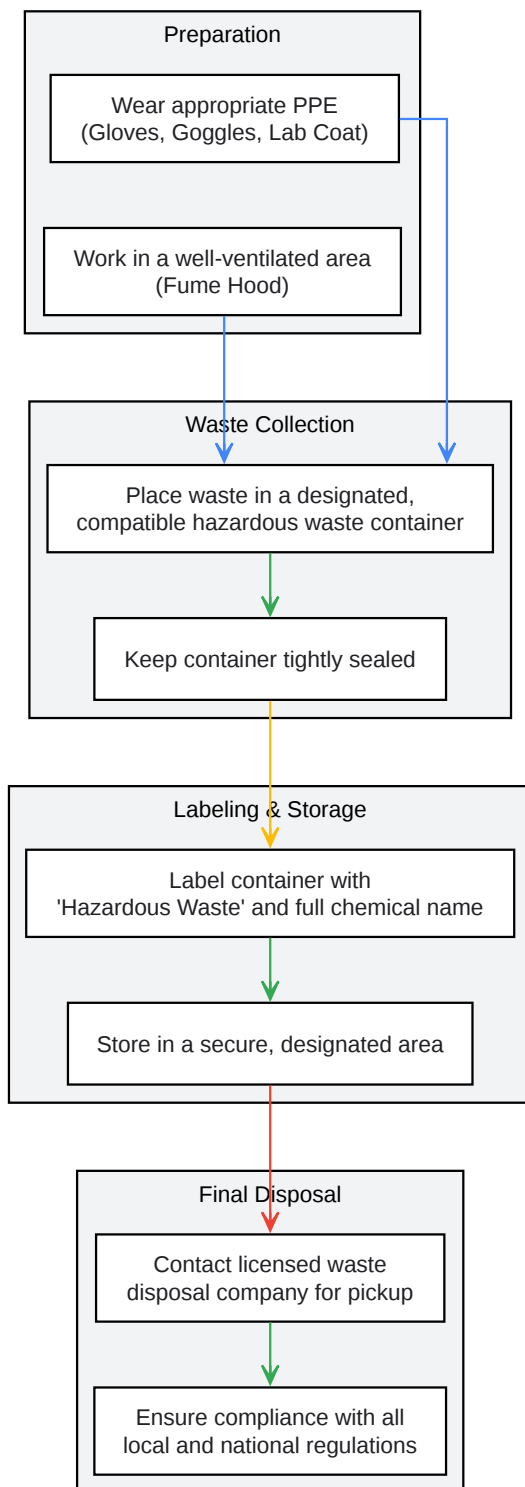 Preparation
Wear appropriate PPE
(Gloves, Goggles, Lab Coat)
Work in a well-ventilated area
(Fume Hood)
Waste Collection
Place waste in a designated,
compatible hazardous waste container
Keep container tightly sealed
Labeling & Storage
Label container with
'Hazardous Waste' and full chemical name
Store in a secure, designated area
Final Disposal
Contact licensed waste
disposal company for pickup
Ensure compliance with all
local and national regulations